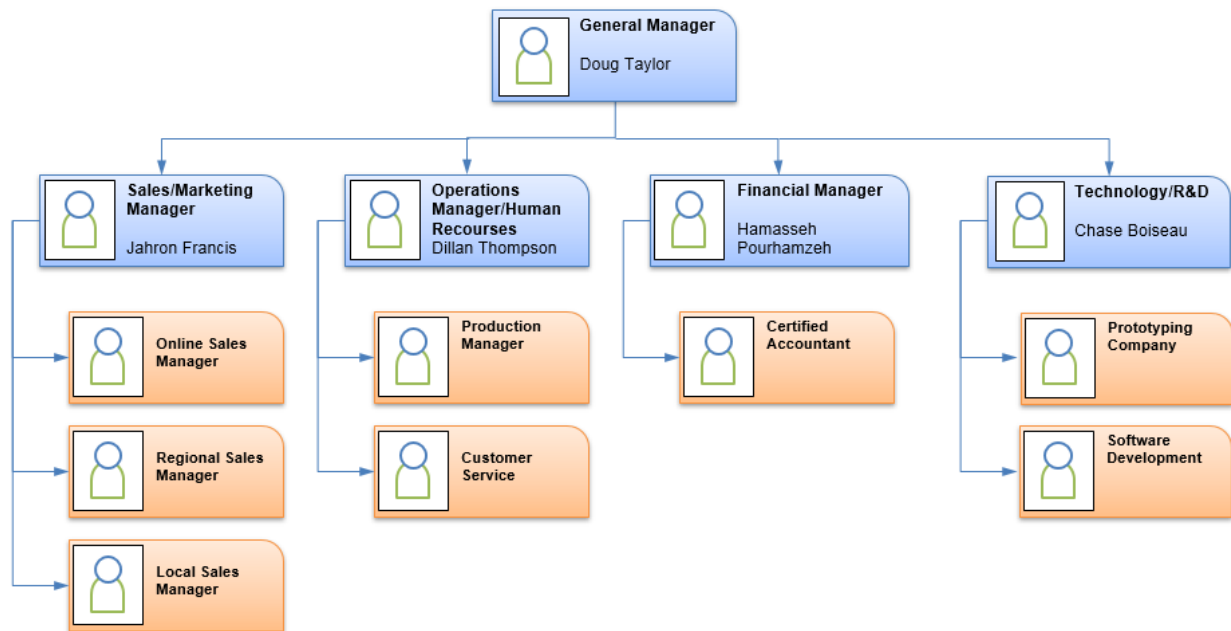 General Manager
Doug Taylor
Sales/Marketing
Manager
Jahron Francis
Operations
Manager/Human
Recourses
Dillan Thompson
Financial Manager
Hamasseh
Pourhamzeh
Technology/R&D
Chase Boiseau
Online Sales
Manager
Production
Manager
Certified
Accountant
Prototyping
Company
Regional Sales
Manager
Customer
Service
Software
Development
Local Sales
Manager